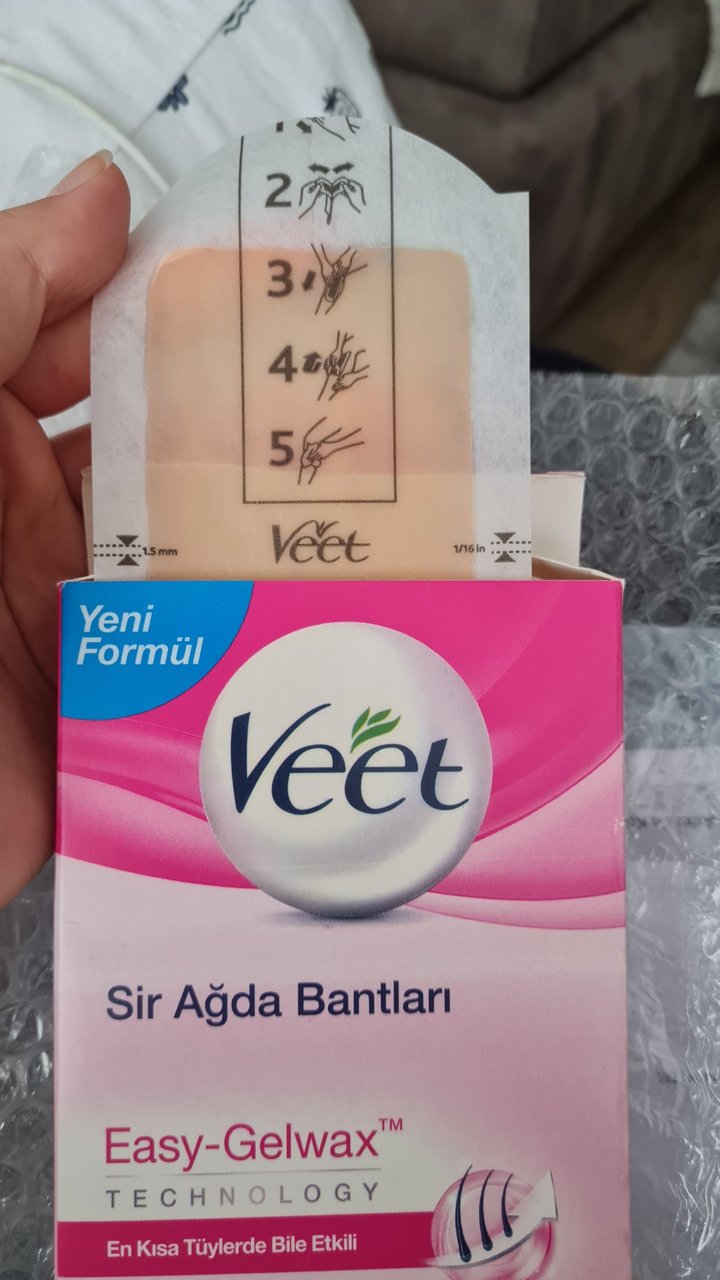 2
3
4
5
Veet
1.5 mm
1/16 in
Yeni
Formül
Veet
Sir Ağda Bantları
Easy-Gelwax™
TECHNOLOGY
En Kısa Tüylerde Bile Etkili